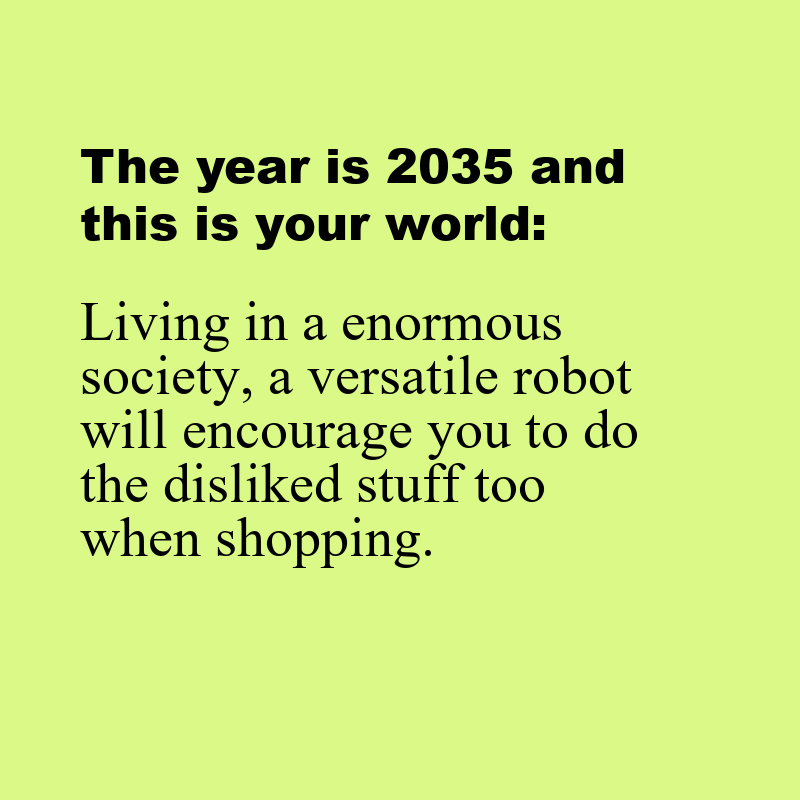 The year is 2035 and
this is your world:
Living in a enormous
society, a versatile robot
will encourage you to do
the disliked stuff too
when shopping.